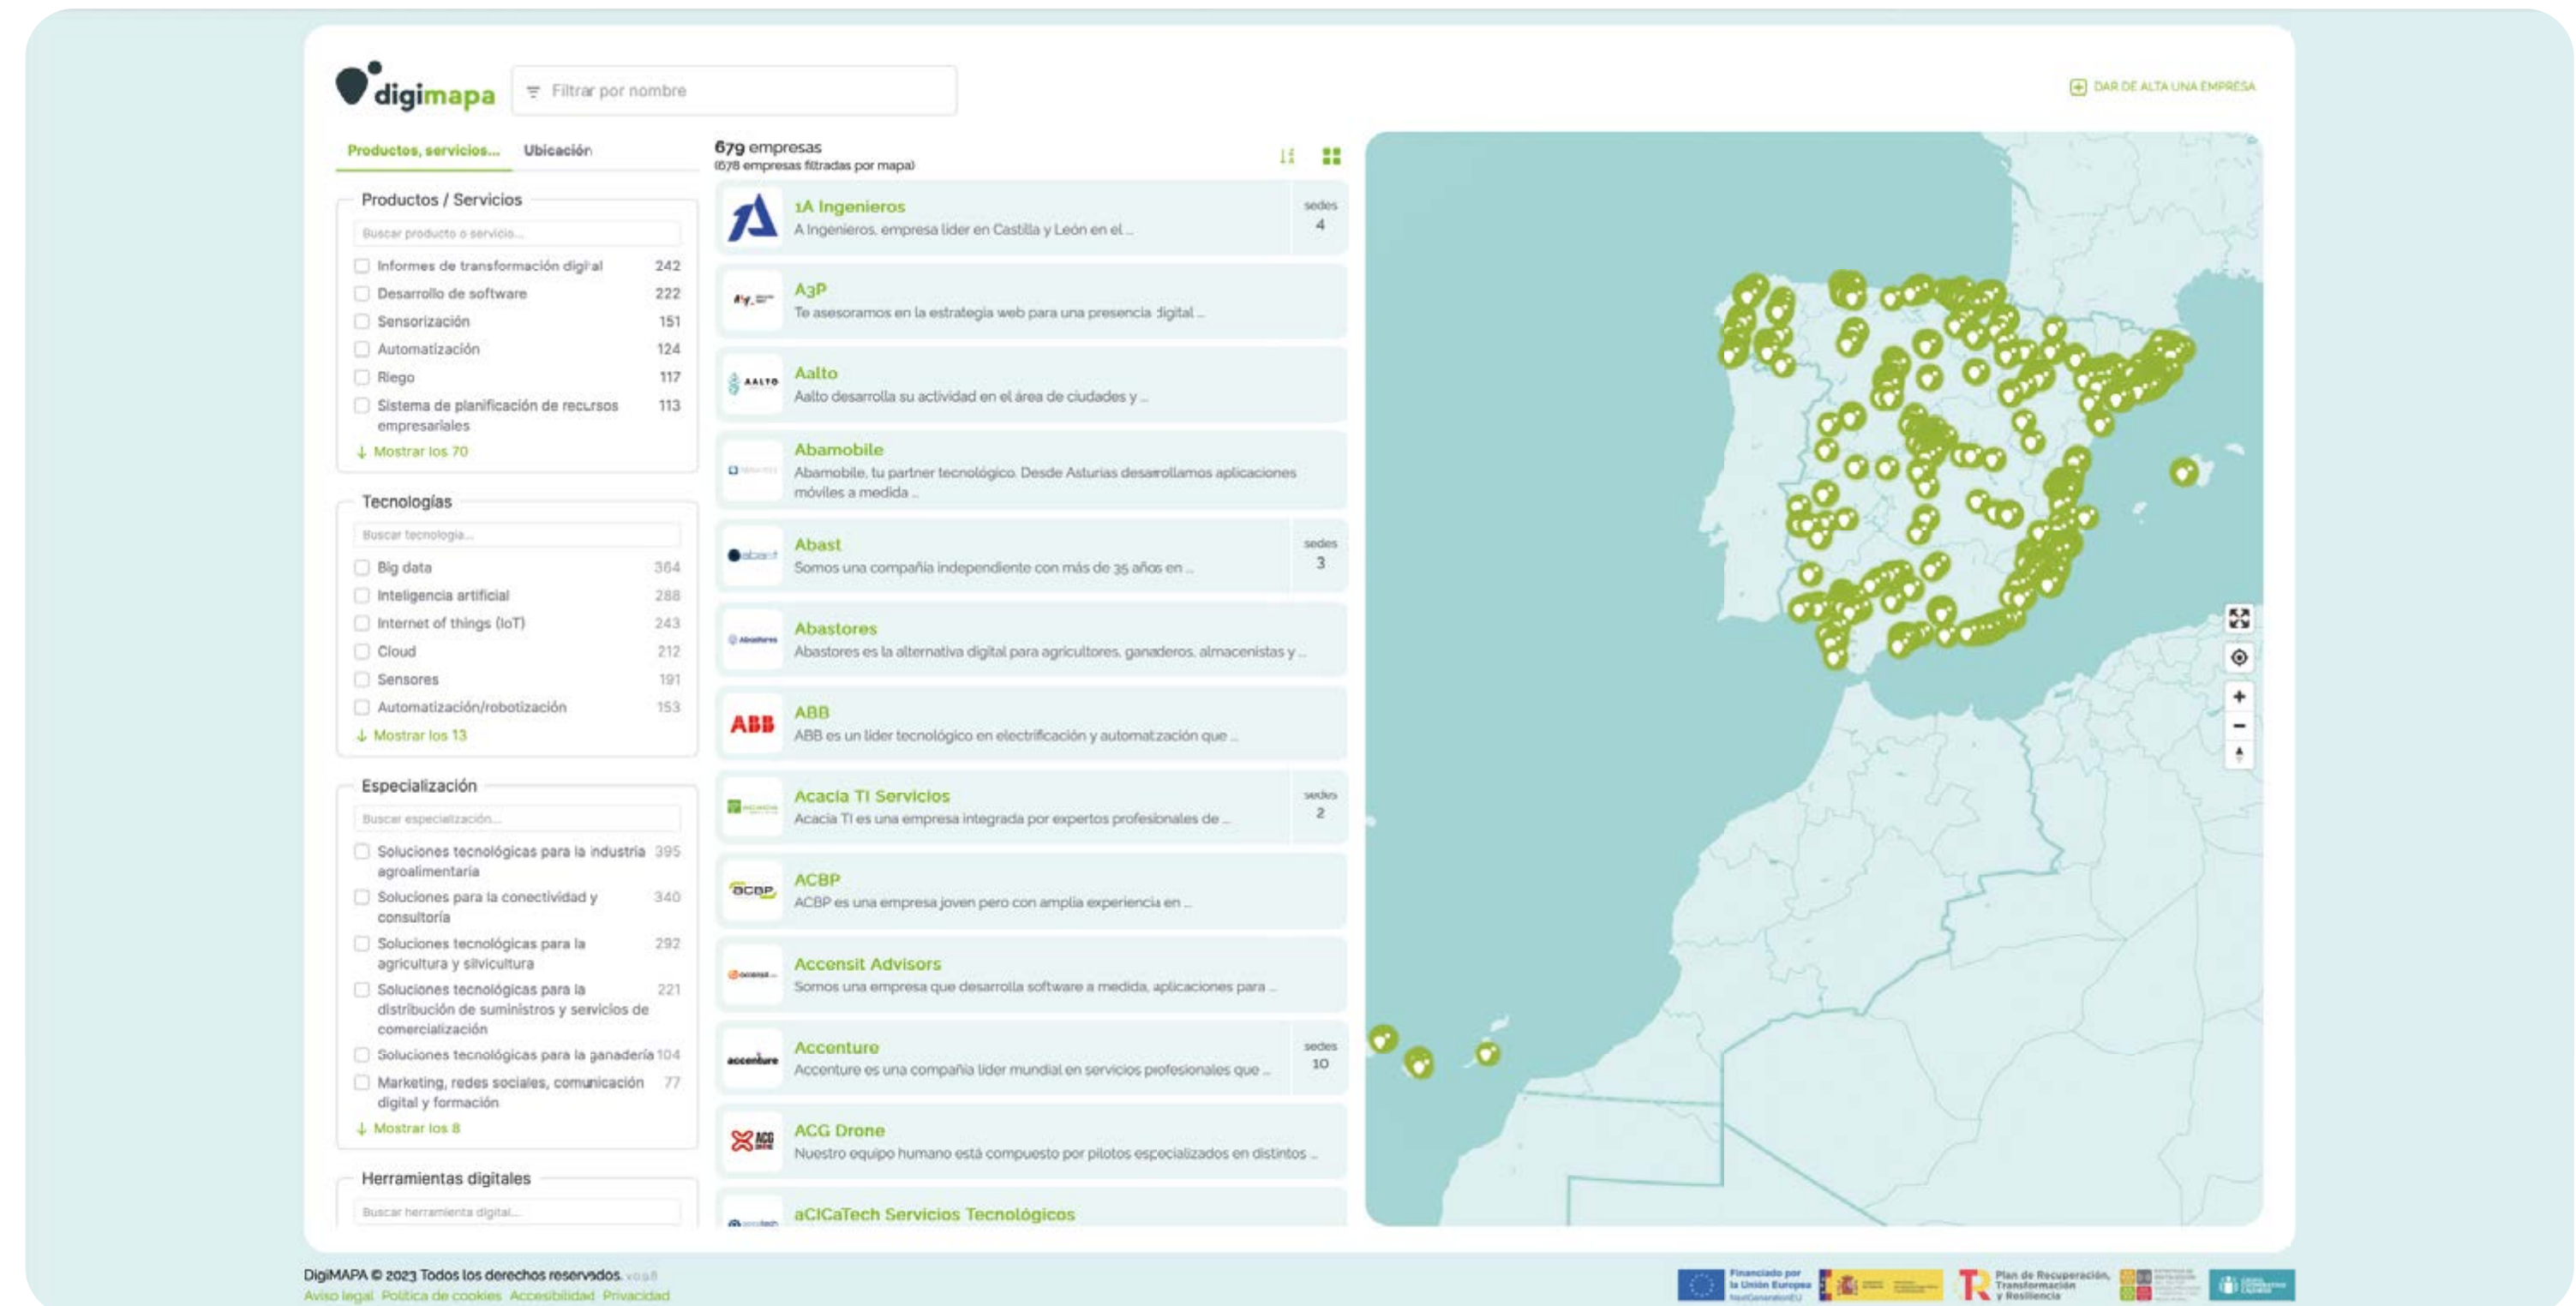 digimapa
Filtrar por nombre
DAR DE ALTA UNA EMPRESA
Productos, servicios...
Ubicación
Productos / Servicios
Buscar producto o servicio...
Informes de transformación digital 242
Desarrollo de software 222
Sensorización 151
Automatización 124
Riego 117
Sistema de planificación de recursos 113
empresariales
Mostrar los 70
Tecnologías
Buscar tecnología...
Big data 364
Inteligencia artificial 288
Internet of things (IoT) 243
Cloud 212
Sensores 191
Automatización/robotización 153
Mostrar los 13
Especialización
Buscar especialización...
Soluciones tecnológicas para la industria 395
agroalimentaria
Soluciones para la conectividad y 340
consultoría
Soluciones tecnológicas para la 292
agricultura y silvicultura
Soluciones tecnológicas para la 221
distribución de suministros y servicios de
comercialización
Soluciones tecnológicas para la ganadería 104
Marketing, redes sociales, comunicación 77
digital y formación
Mostrar los 8
Herramientas digitales
Buscar herramienta digital...
679 empresas
(678 empresas filtradas por mapa)
1A Ingenieros
A Ingenieros, empresa líder en Castilla y León en el ...
sedes
4
A3P
Te asesoramos en la estrategia web para una presencia digital ...
AALTO
Aalto
Aalto desarrolla su actividad en el área de ciudades y ...
Abamobile
Abamobile, tu partner tecnológico. Desde Asturias desarrollamos aplicaciones
móviles a medida ...
abast
Abast
Somos una compañía independiente con más de 35 años en ...
sedes
3
Abastores
Abastores
Abastores es la alternativa digital para agricultores, ganaderos, almacenistas y ...
ABB
ABB
ABB es un líder tecnológico en electrificación y automatización que ...
Acacia TI Servicios
Acacia TI es una empresa integrada por expertos profesionales de ...
sedes
2
acbp
ACBP
ACBP es una empresa joven pero con amplia experiencia en ...
accensit
Accensit Advisors
Somos una empresa que desarrolla software a medida, aplicaciones para ...
accenture
Accenture
Accenture es una compañía líder mundial en servicios profesionales que ...
sedes
10
ACG
DRONE
ACG Drone
Nuestro equipo humano está compuesto por pilotos especializados en distintos ...
aCICaTech Servicios Tecnológicos
DigiMAPA © 2023 Todos los derechos reservados. v.0.9.8
Aviso legal Política de cookies Accesibilidad Privacidad
Financiado por
la Unión Europea
NextGenerationEU
Plan de Recuperación,
Transformación
y Resiliencia